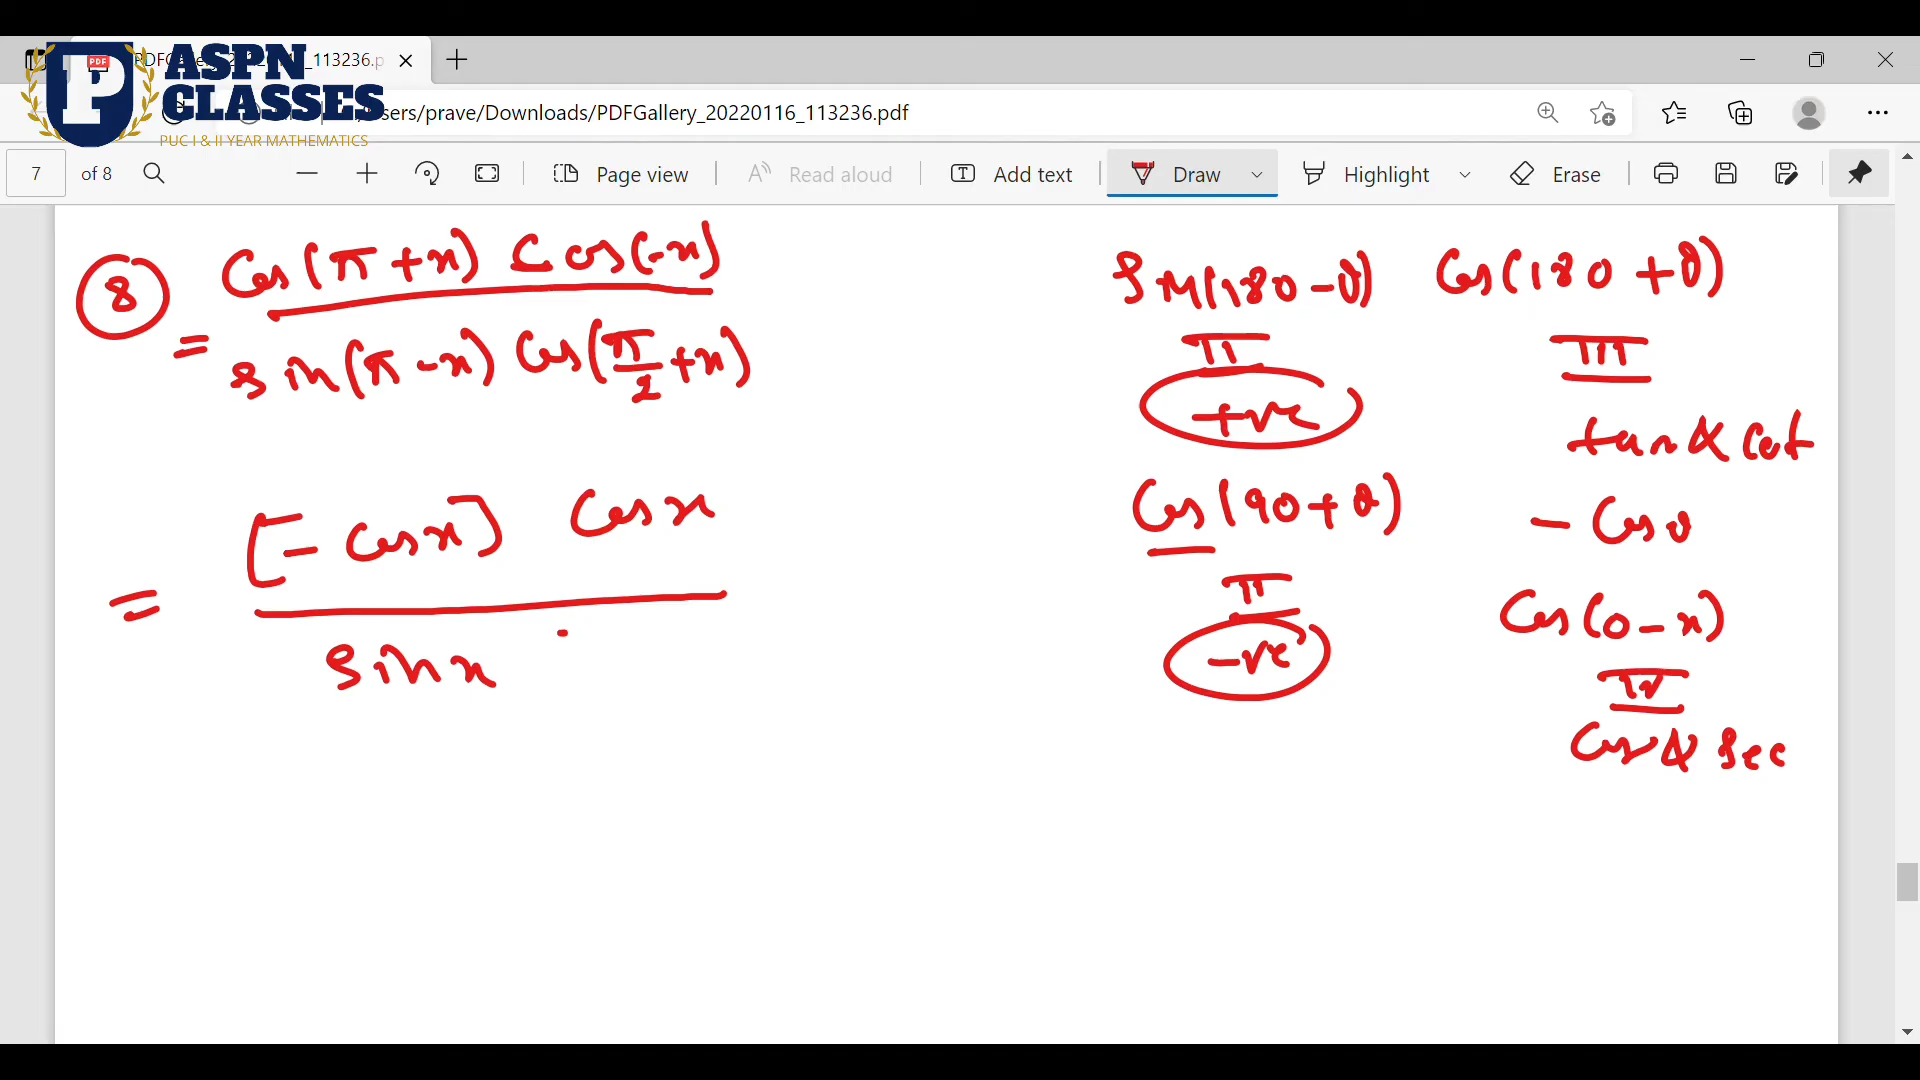 PDFGallery_20220116_113236.p
ASPN
CLASSES
PUC I & II YEAR MATHEMATICS
sers/prave/Downloads/PDFGallery_20220116_113236.pdf
7 of 8 Page view Read aloud Add text Draw Highlight Erase
8
cos(π+x) cos(-x)
= sin(π-x) cos(π/2+x)
= [-cosx] cosx
sinx
sin(180-θ)
II
+ve
cos(90+θ)
II
-ve
cos(180+θ)
III
tan & cot
- cosθ
cos(0-x)
IV
cos & sec